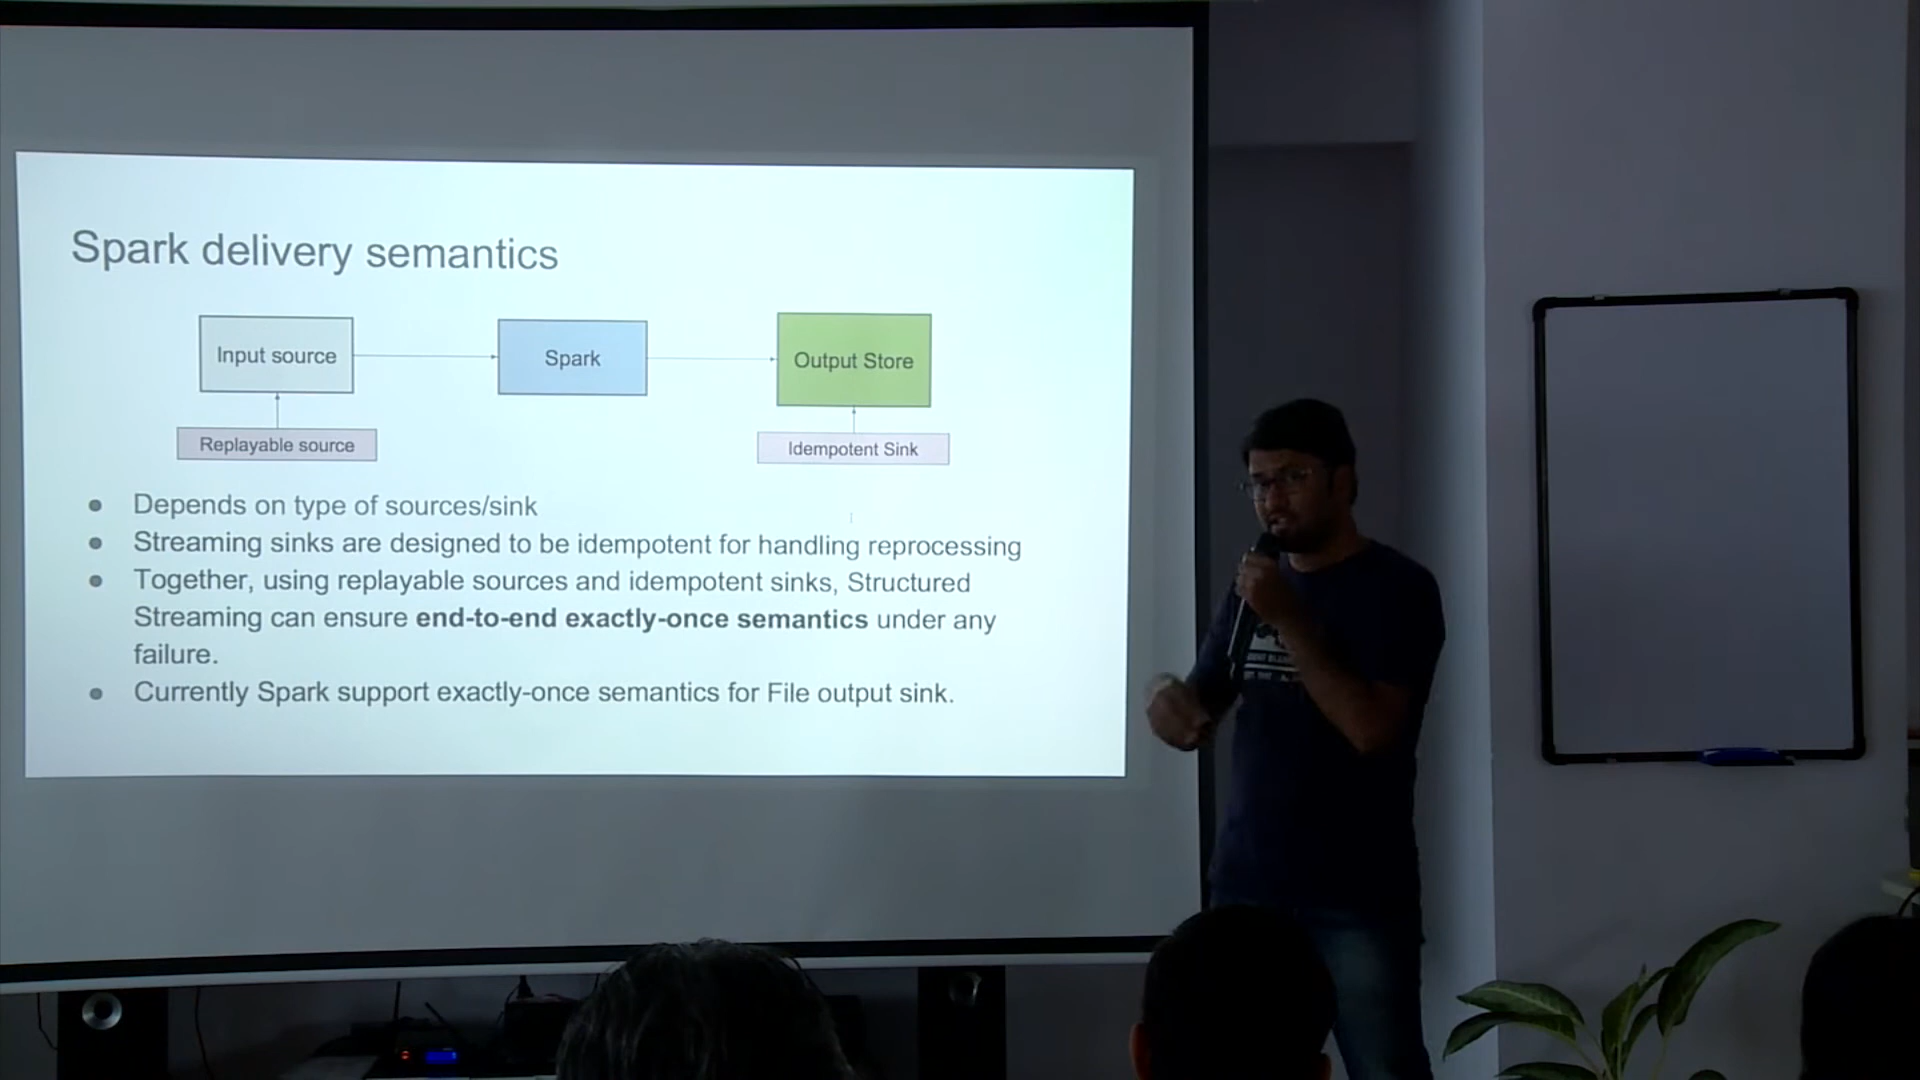 Spark delivery semantics
Input source
Spark
Output Store
Replayable source
Idempotent Sink
● Depends on type of sources/sink
● Streaming sinks are designed to be idempotent for handling reprocessing
● Together, using replayable sources and idempotent sinks, Structured
Streaming can ensure end-to-end exactly-once semantics under any
failure.
● Currently Spark support exactly-once semantics for File output sink.